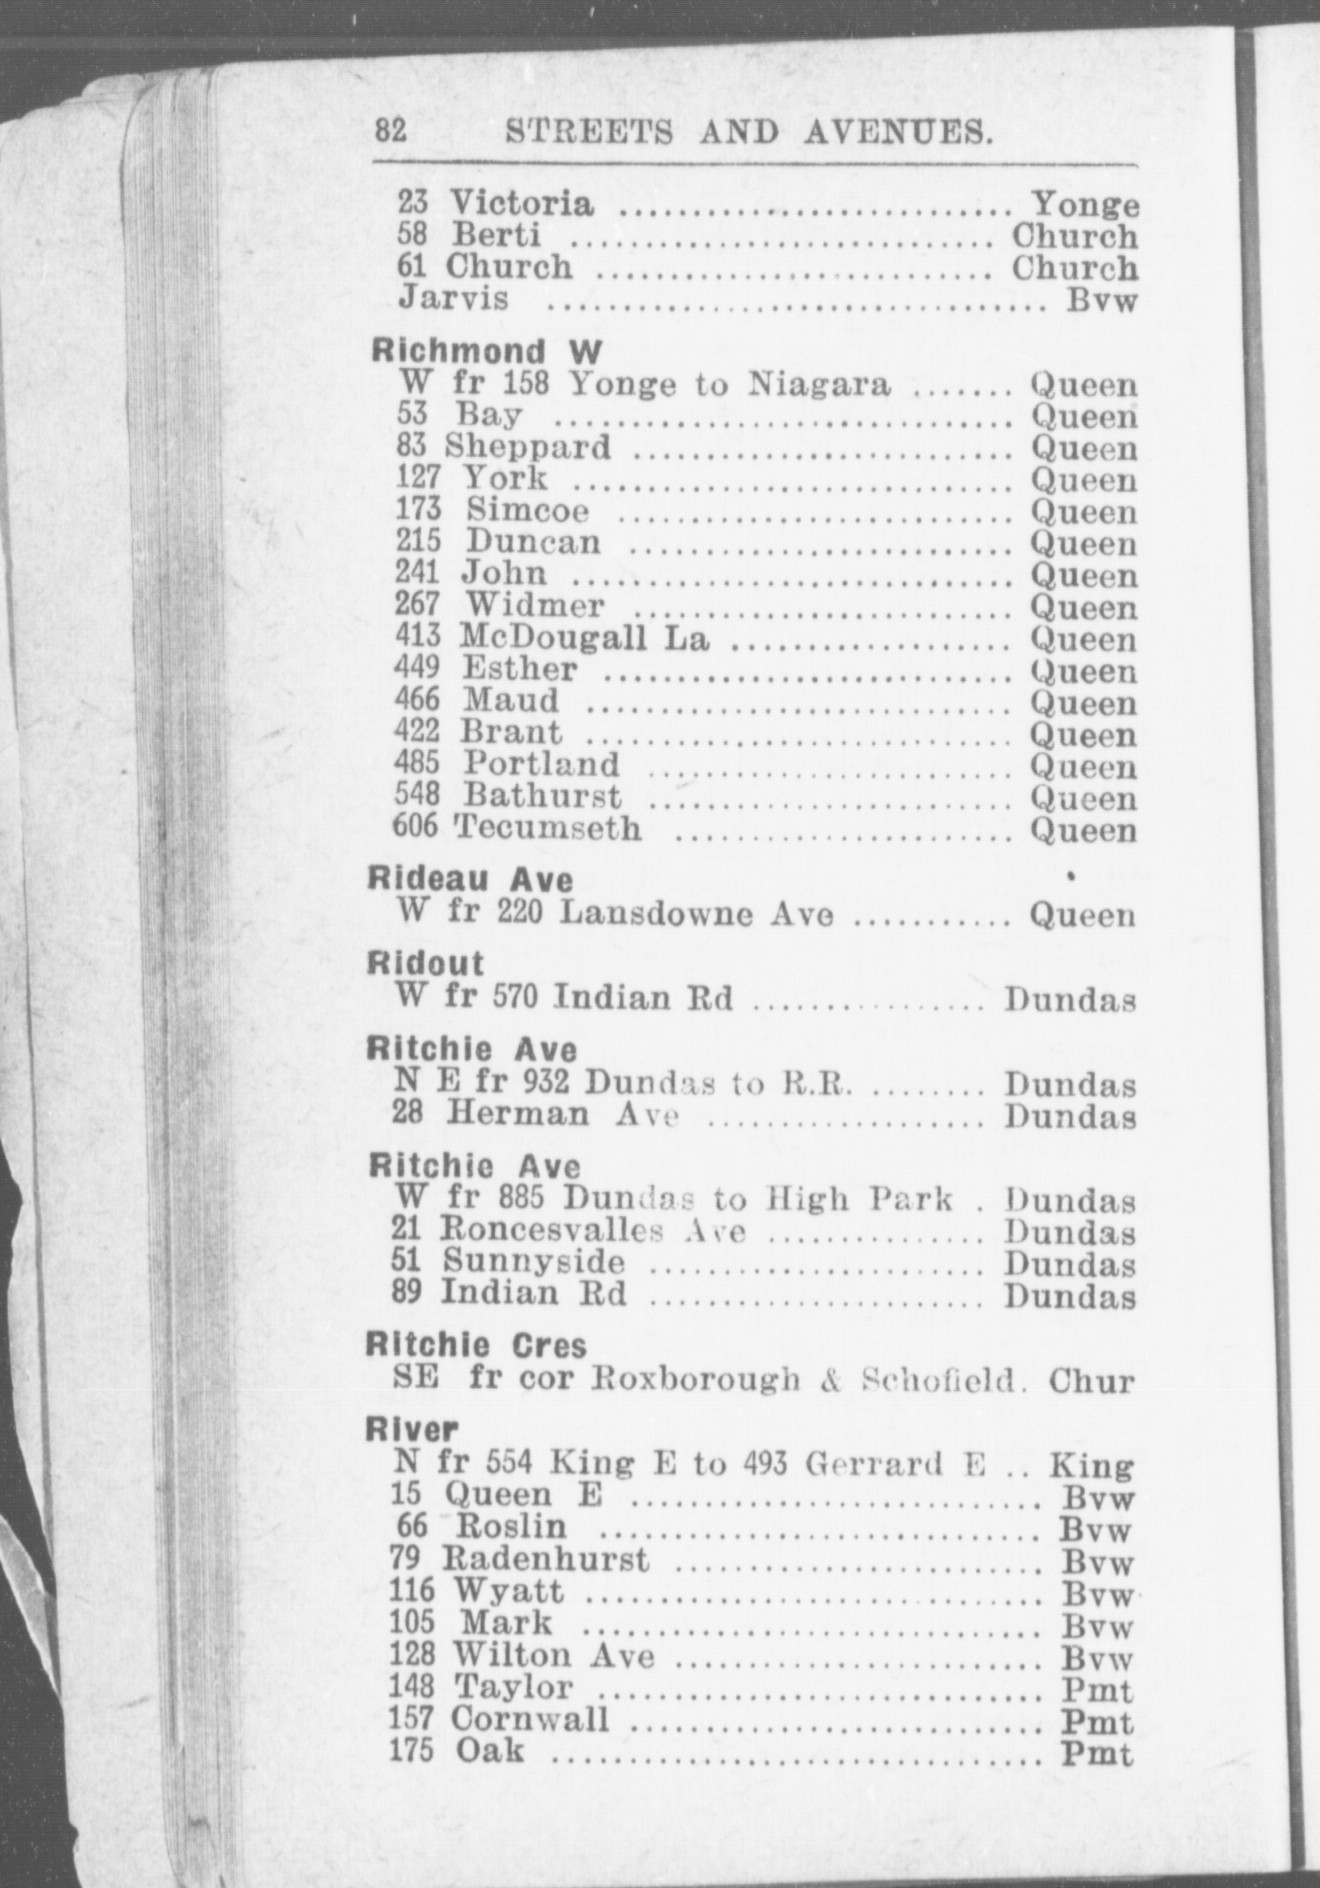 82 STREETS AND AVENUES.
23 Victoria ........................... Yonge
58 Berti ............................. Church
61 Church ........................... Church
Jarvis .................................. Bvw
Richmond W
W fr 158 Yonge to Niagara ....... Queen
53 Bay ............................... Queen
83 Sheppard .......................... Queen
127 York .............................. Queen
173 Simcoe ........................... Queen
215 Duncan .......................... Queen
241 John .............................. Queen
267 Widmer .......................... Queen
413 McDougall La ................... Queen
449 Esther ............................ Queen
466 Maud ............................. Queen
422 Brant ............................. Queen
485 Portland ......................... Queen
548 Bathurst ......................... Queen
606 Tecumseth ....................... Queen
Rideau Ave
W fr 220 Lansdowne Ave ........... Queen
Ridout
W fr 570 Indian Rd ................ Dundas
Ritchie Ave
N E fr 932 Dundas to R.R. ........ Dundas
28 Herman Ave ................... Dundas
Ritchie Ave
W fr 885 Dundas to High Park . Dundas
21 Roncesvalles Ave ............... Dundas
51 Sunnyside ....................... Dundas
89 Indian Rd ....................... Dundas
Ritchie Cres
SE fr cor Roxborough & Schofield. Chur
River
N fr 554 King E to 493 Gerrard E .. King
15 Queen E ............................ Bvw
66 Roslin .............................. Bvw
79 Radenhurst ......................... Bvw
116 Wyatt ............................... Bvw
105 Mark ............................... Bvw
128 Wilton Ave ......................... Bvw
148 Taylor .............................. Pmt
157 Cornwall ............................ Pmt
175 Oak ................................. Pmt